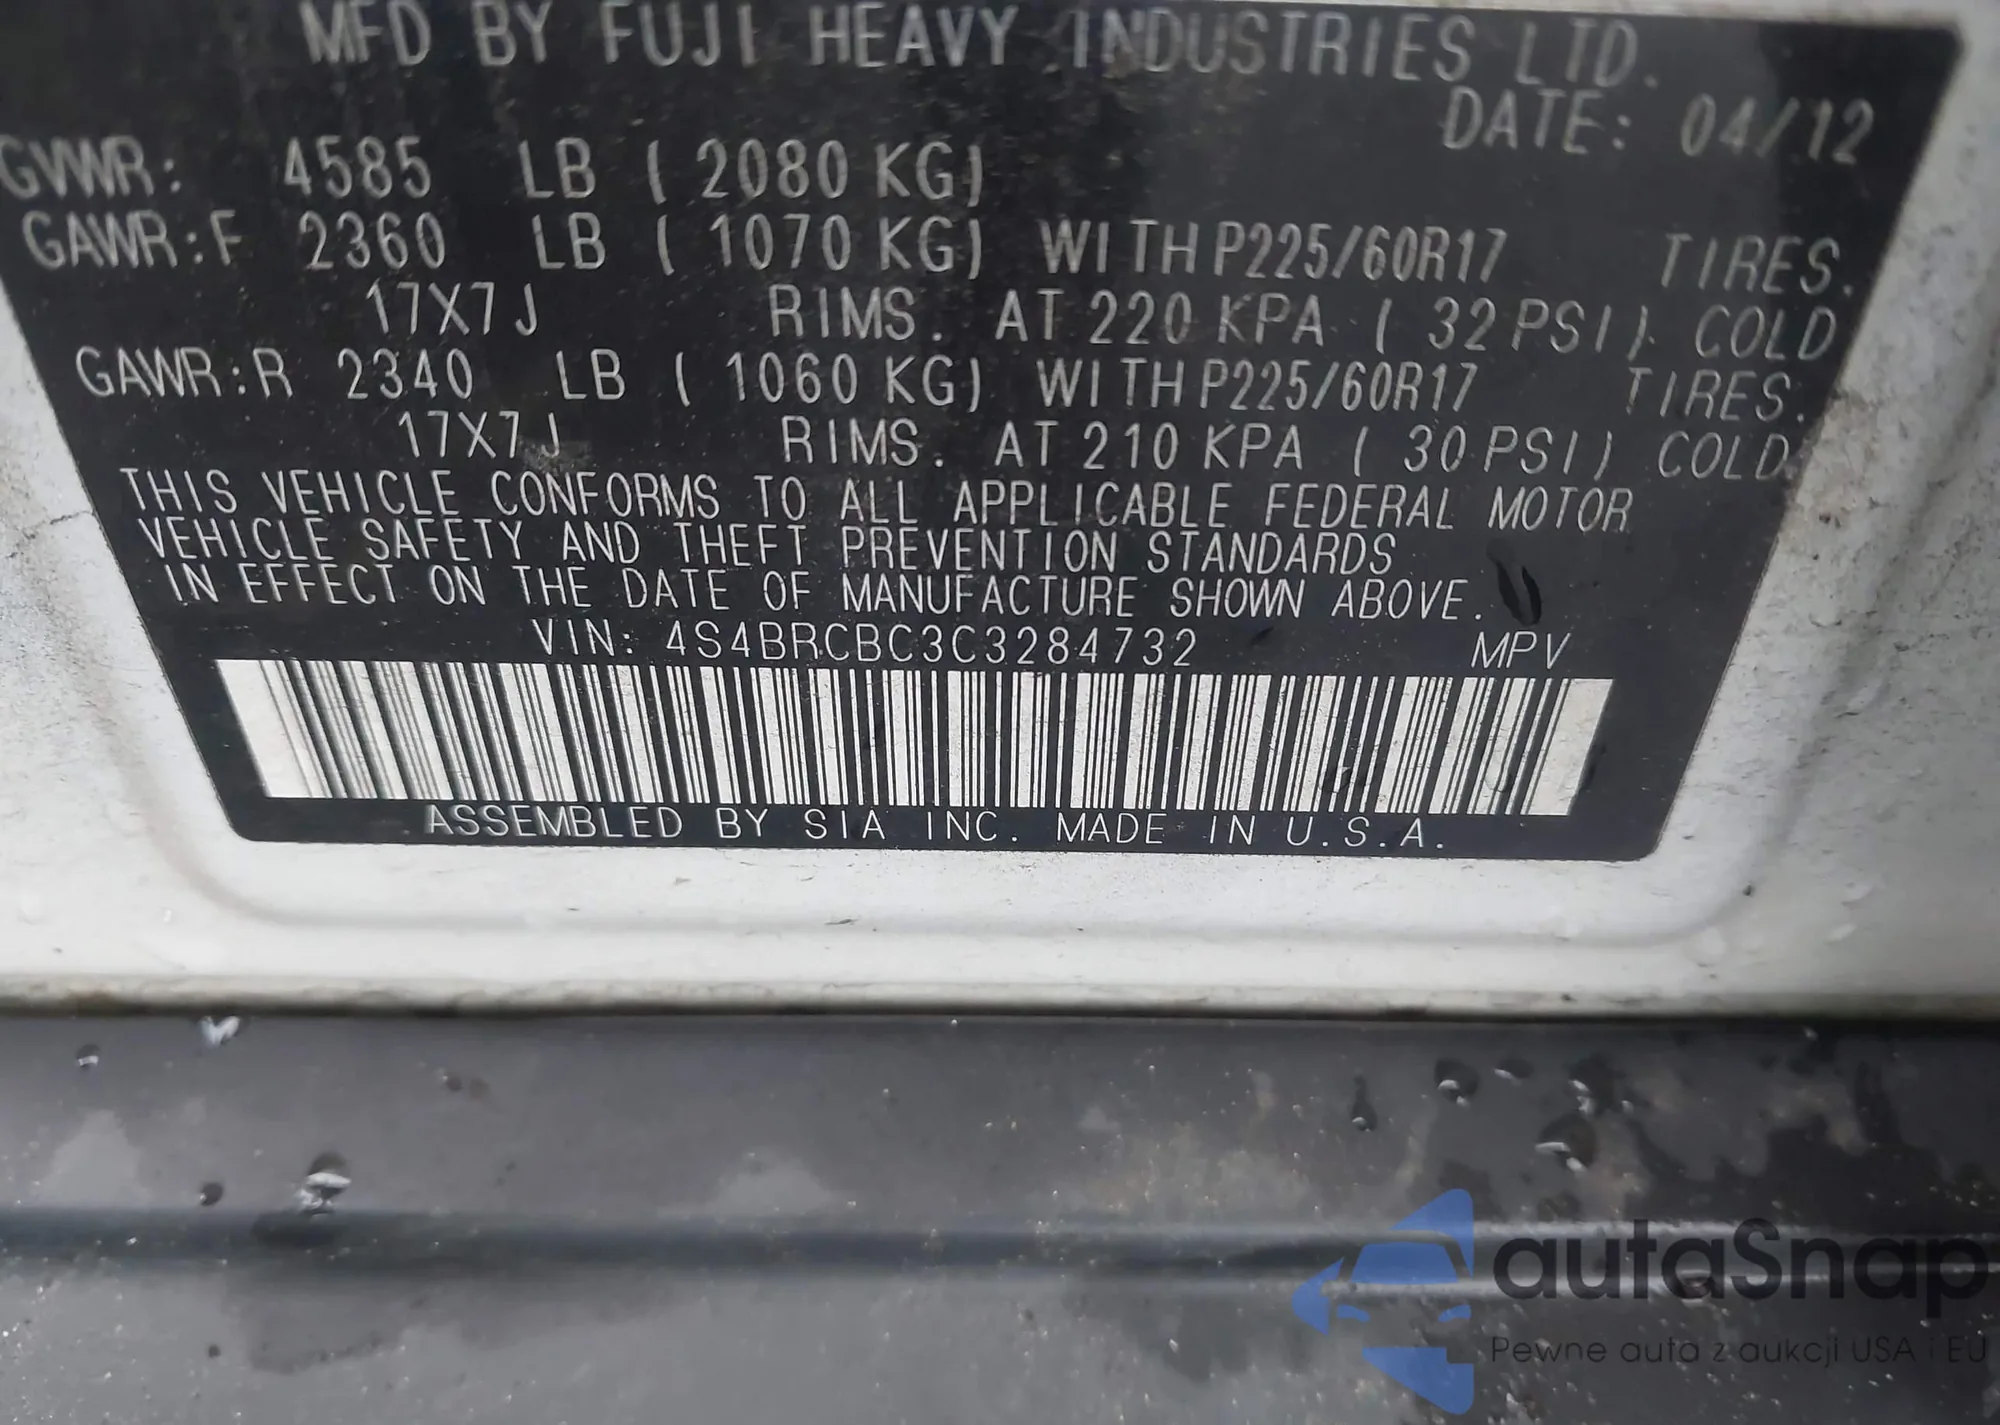 MFD BY FUJI HEAVY INDUSTRIES LTD.
DATE: 04/12
GVWR: 4585 LB ( 2080 KG)
GAWR:F 2360 LB ( 1070 KG) WITH P225/60R17 TIRES.
17X7J RIMS. AT 220 KPA ( 32 PSI) COLD
GAWR:R 2340 LB ( 1060 KG) WITH P225/60R17 TIRES.
17X7J RIMS. AT 210 KPA ( 30 PSI) COLD.
THIS VEHICLE CONFORMS TO ALL APPLICABLE FEDERAL MOTOR
VEHICLE SAFETY AND THEFT PREVENTION STANDARDS
IN EFFECT ON THE DATE OF MANUFACTURE SHOWN ABOVE.
VIN: 4S4BRCBC3C3284732 MPV
ASSEMBLED BY SIA INC. MADE IN U.S.A.
autaSnap
Pewne auta z aukcji USA i EU